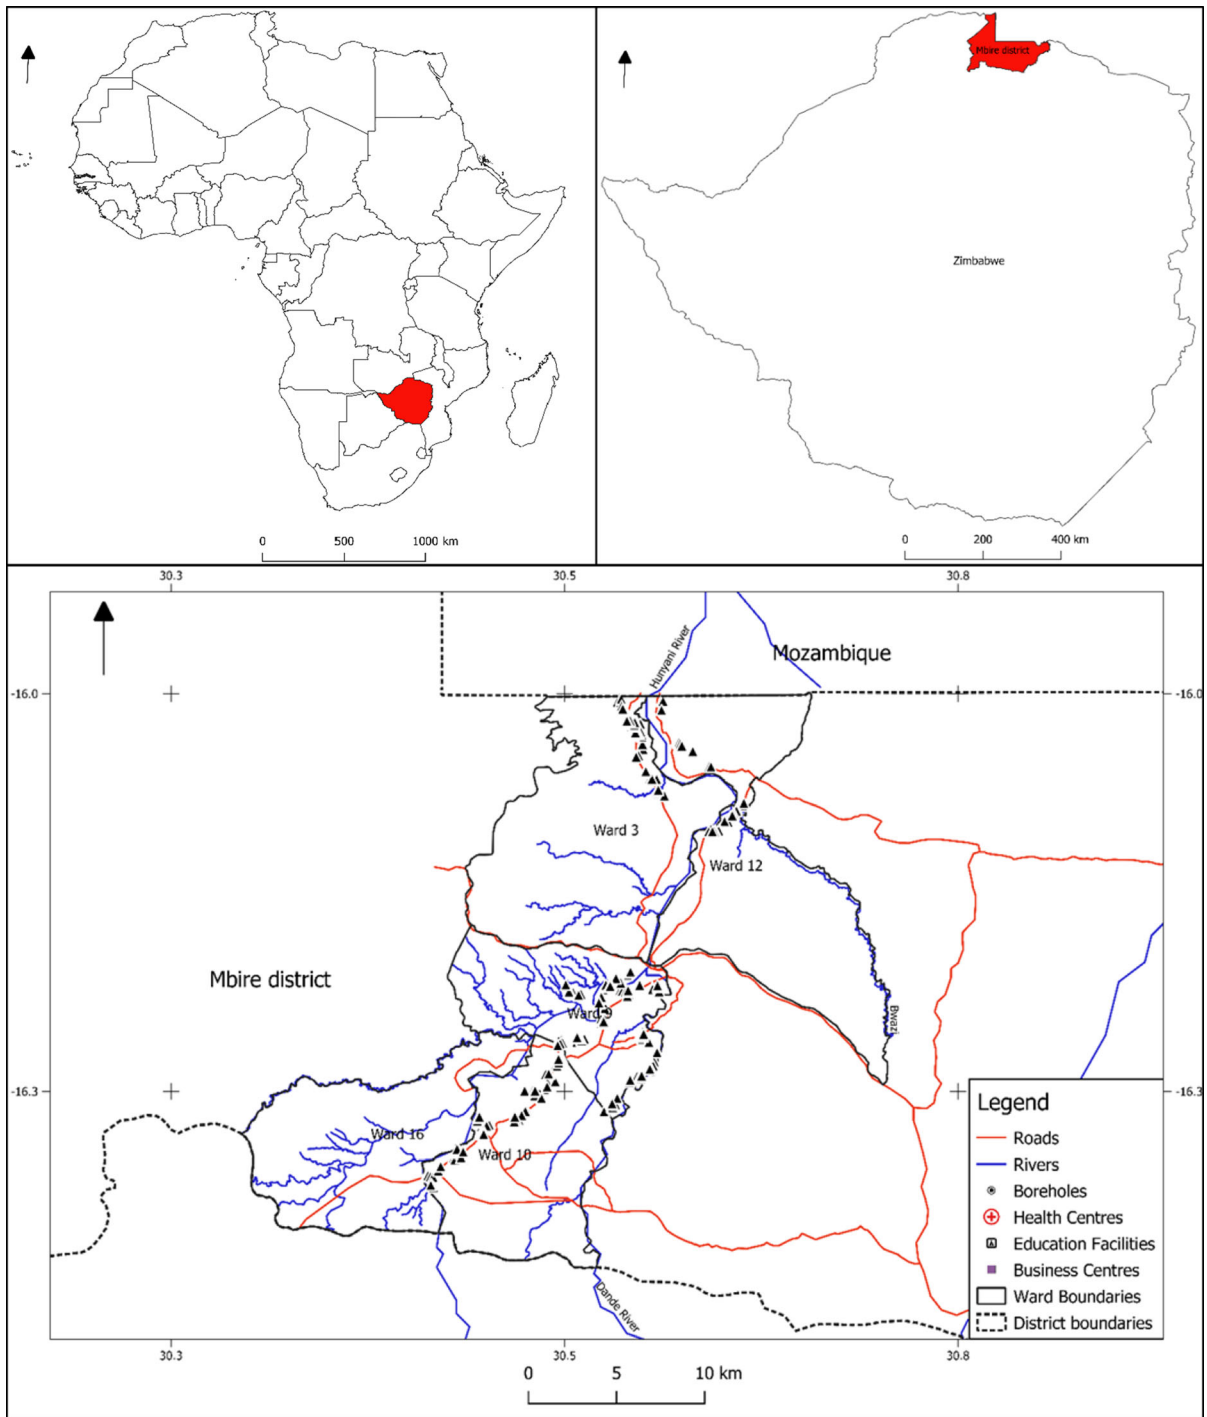 Mbire district
Zimbabwe
0 500 1000 km
0 200 400 km
30.3 30.5 30.8
Hunyani River
Mozambique
-16.0 -16.0
Ward 3
Ward 12
Mbire district
Ward 9
Bwazi
-16.3 -16.3
Ward 16
Ward 10
Dande River
Legend
Roads
Rivers
Boreholes
Health Centres
Education Facilities
Business Centres
Ward Boundaries
District boundaries
30.3 30.5 30.8
0 5 10 km